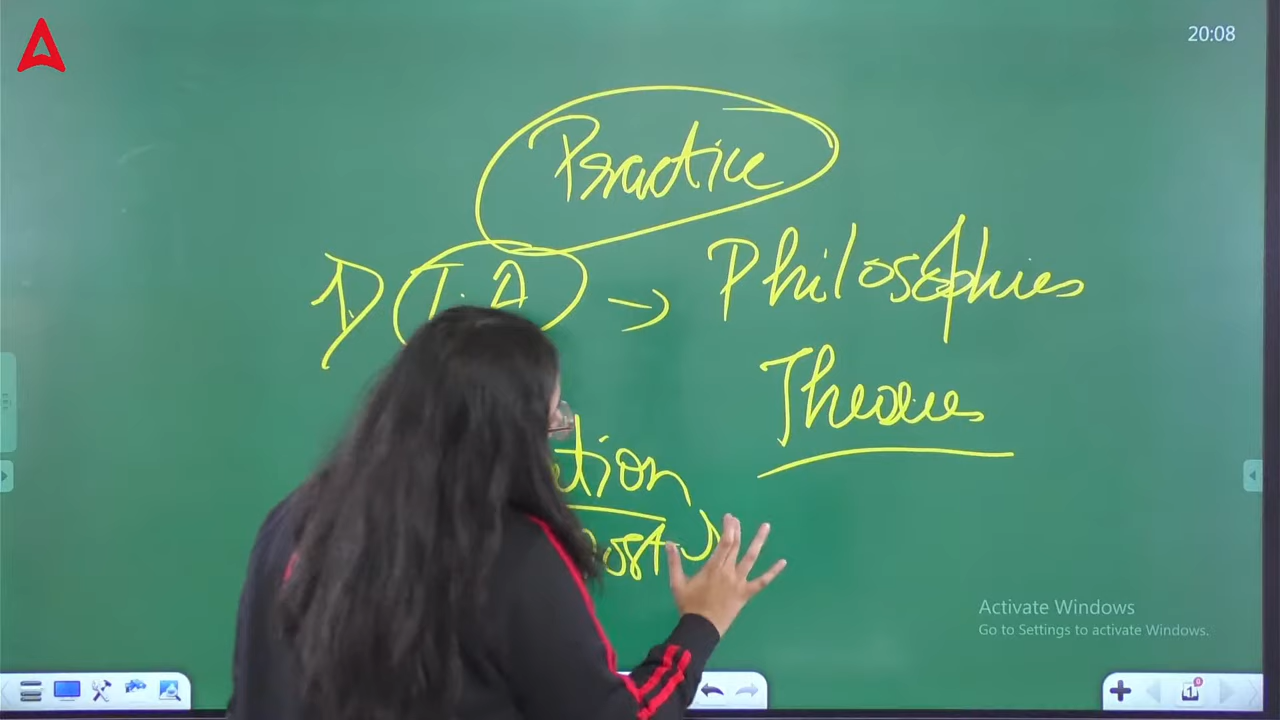 20:08
Practice
I.A → Philosophies
Theories
Activate Windows
Go to Settings to activate Windows.